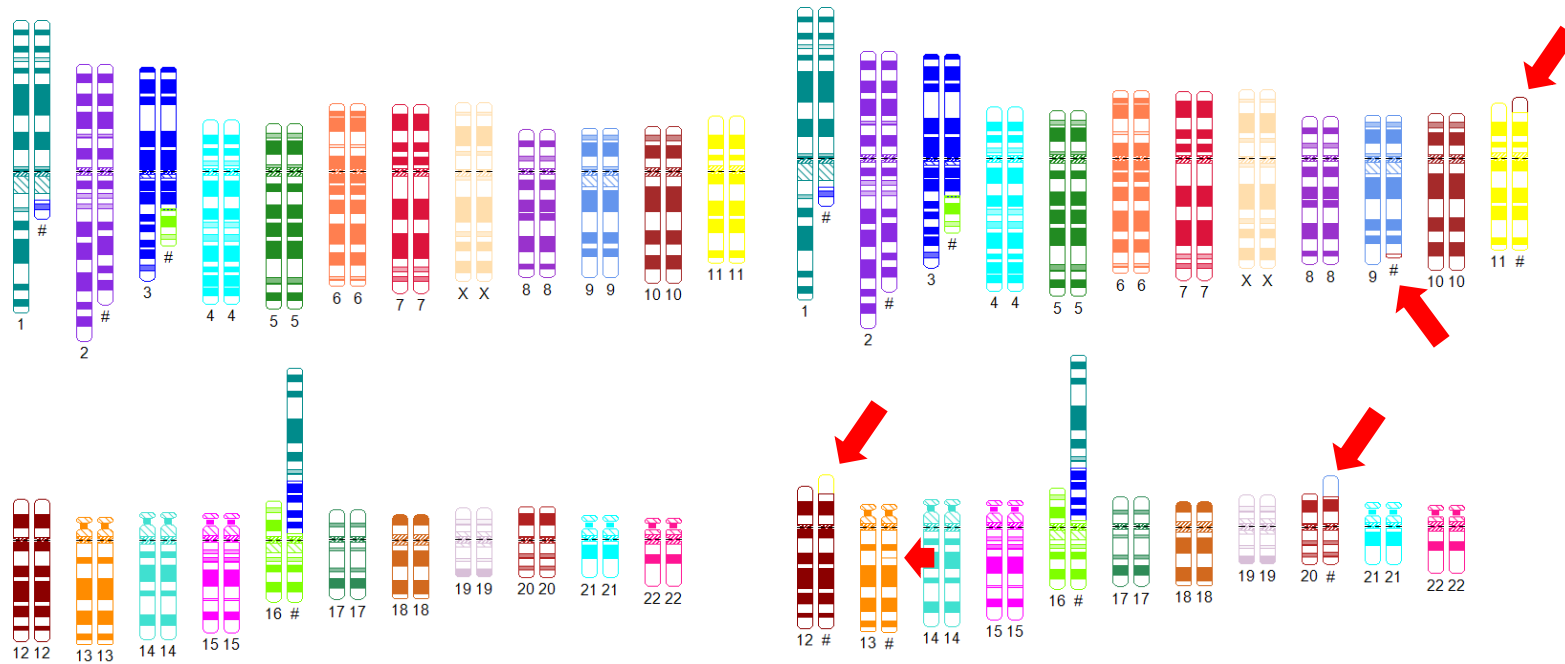 1 # 2 # 3 # 4 4 5 5 6 6 7 7 X X 8 8 9 9 10 10 11 11
12 12 13 13 14 14 15 15 16 # 17 17 18 18 19 19 20 20 21 21 22 22
1 # 2 # 3 # 4 4 5 5 6 6 7 7 X X 8 8 9 # 10 10 11 #
12 # 13 # 14 14 15 15 16 # 17 17 18 18 19 19 20 # 21 21 22 22